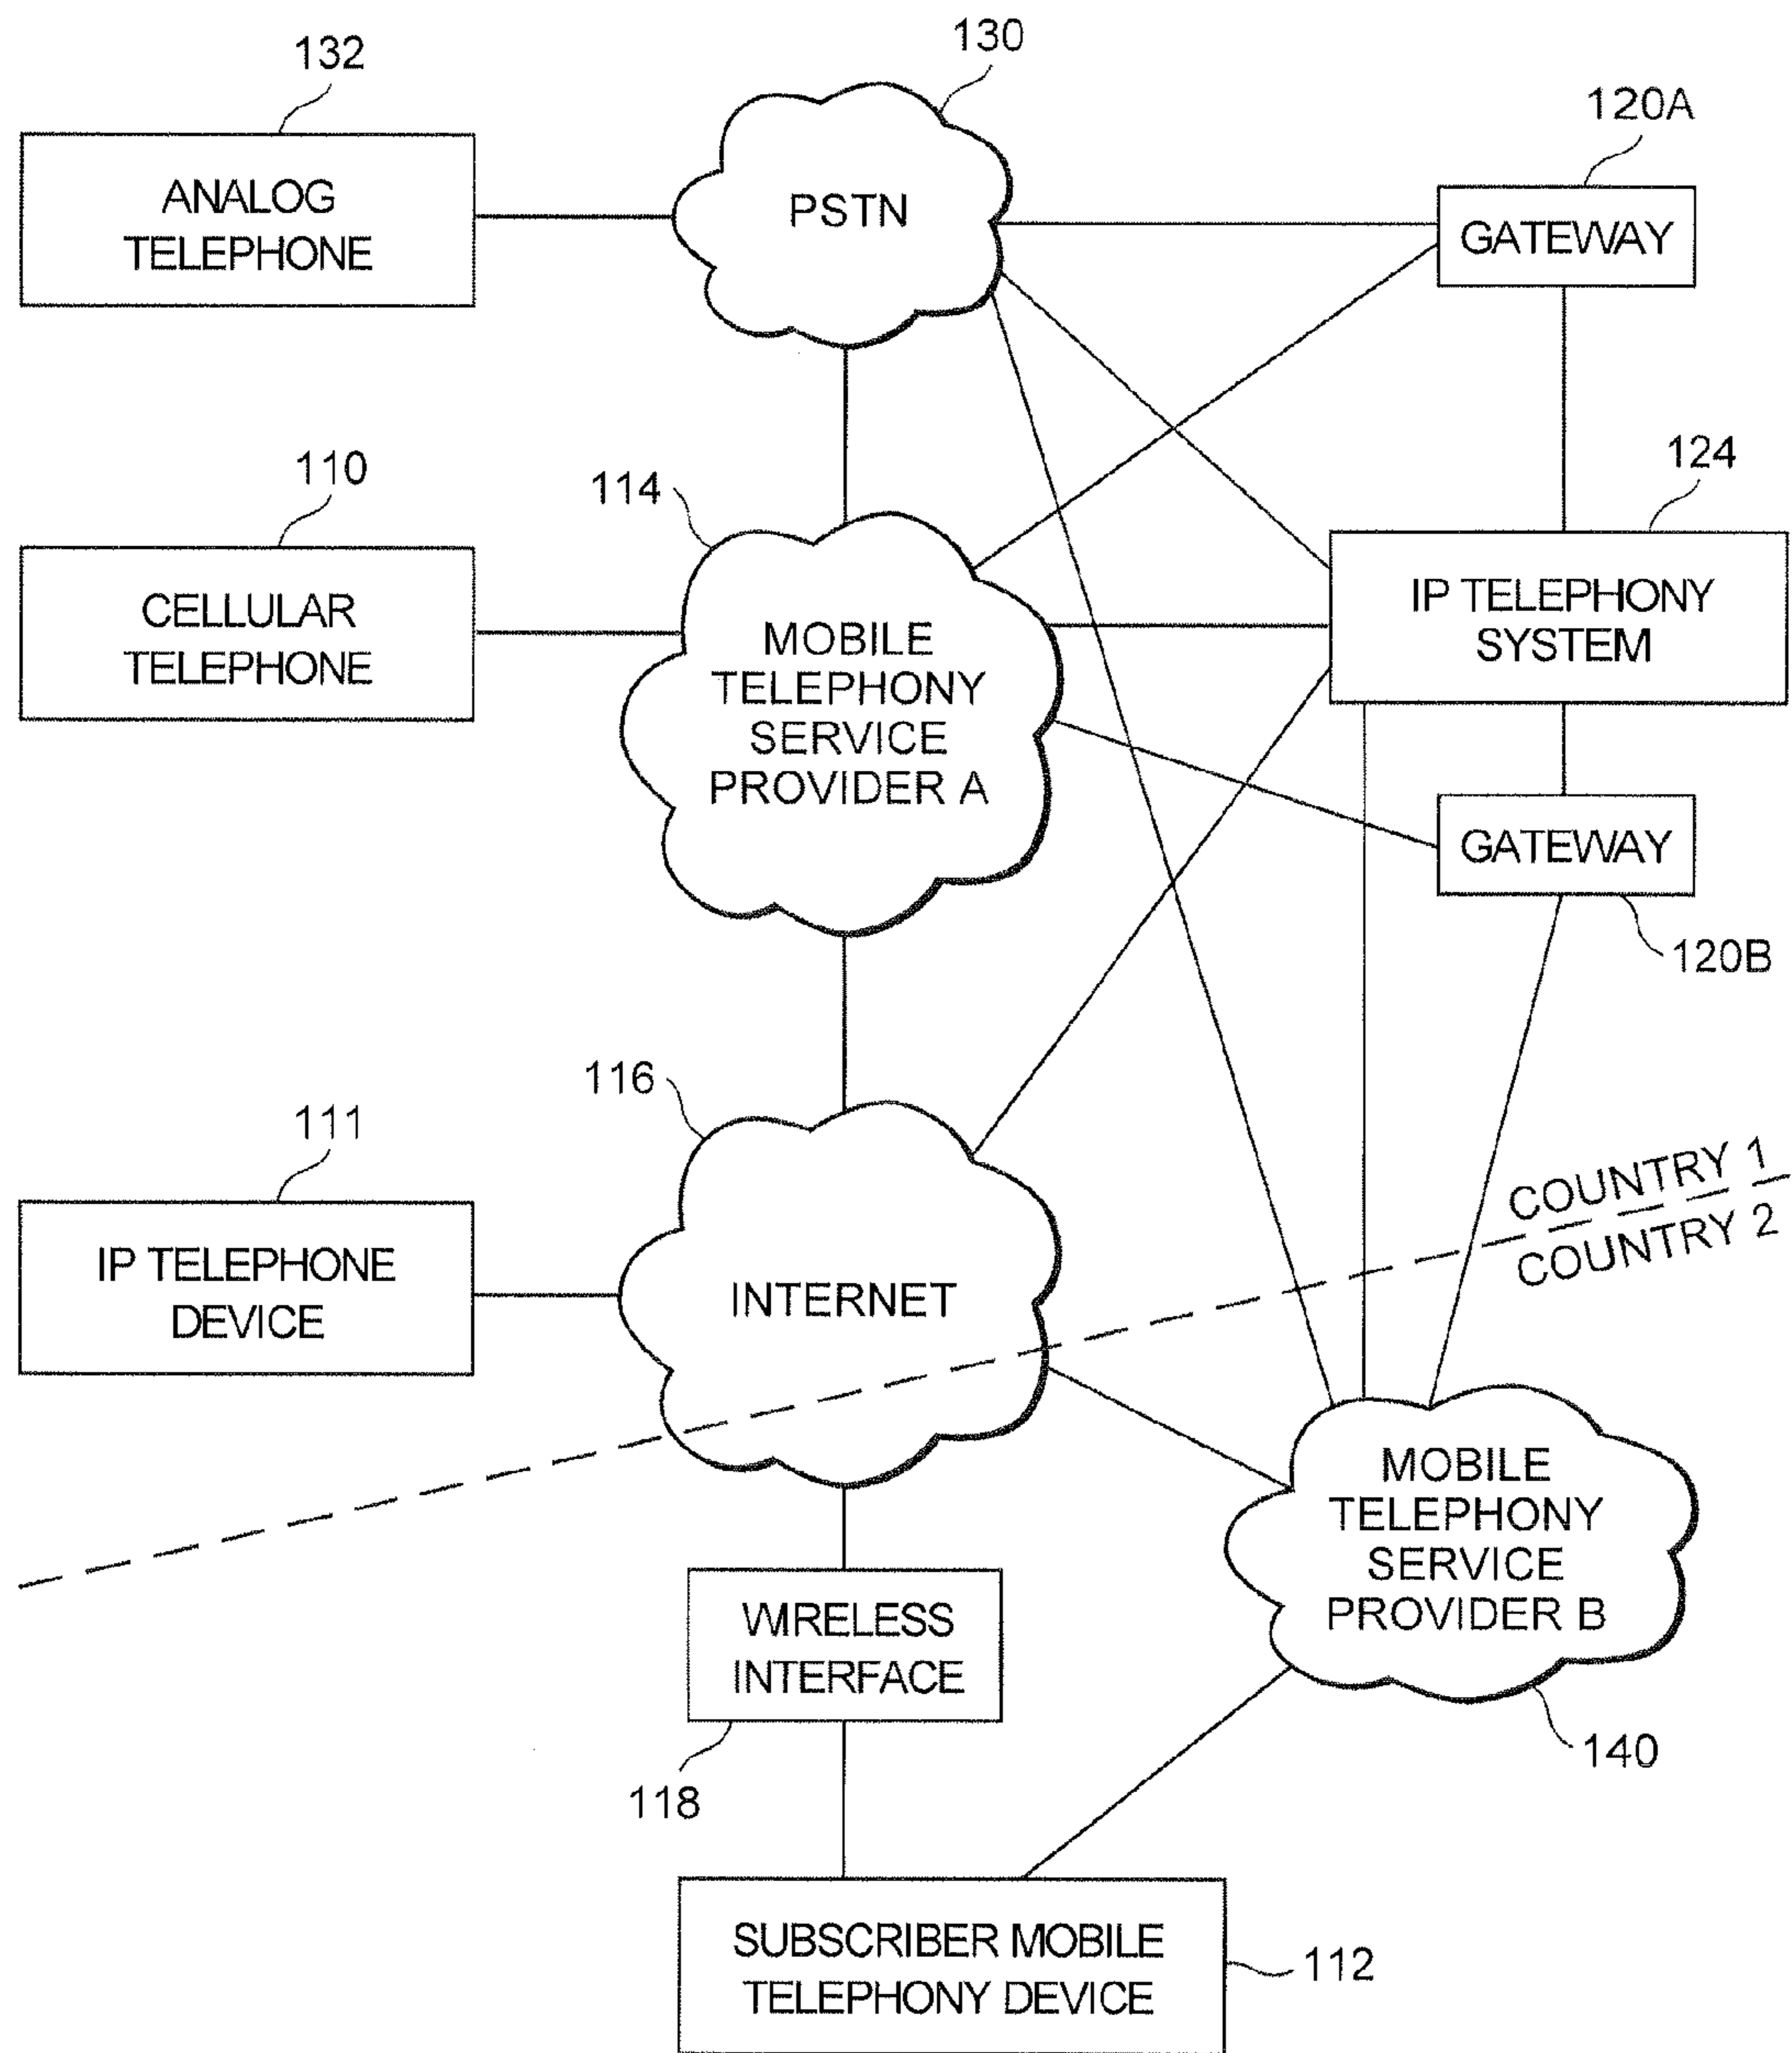 132
130
120A
ANALOG
TELEPHONE
PSTN
GATEWAY
110
114
124
CELLULAR
TELEPHONE
MOBILE
TELEPHONY
SERVICE
PROVIDER A
IP TELEPHONY
SYSTEM
GATEWAY
120B
116
111
IP TELEPHONE
DEVICE
INTERNET
COUNTRY 1
COUNTRY 2
MOBILE
TELEPHONY
SERVICE
PROVIDER B
140
WIRELESS
INTERFACE
118
SUBSCRIBER MOBILE
TELEPHONY DEVICE
112